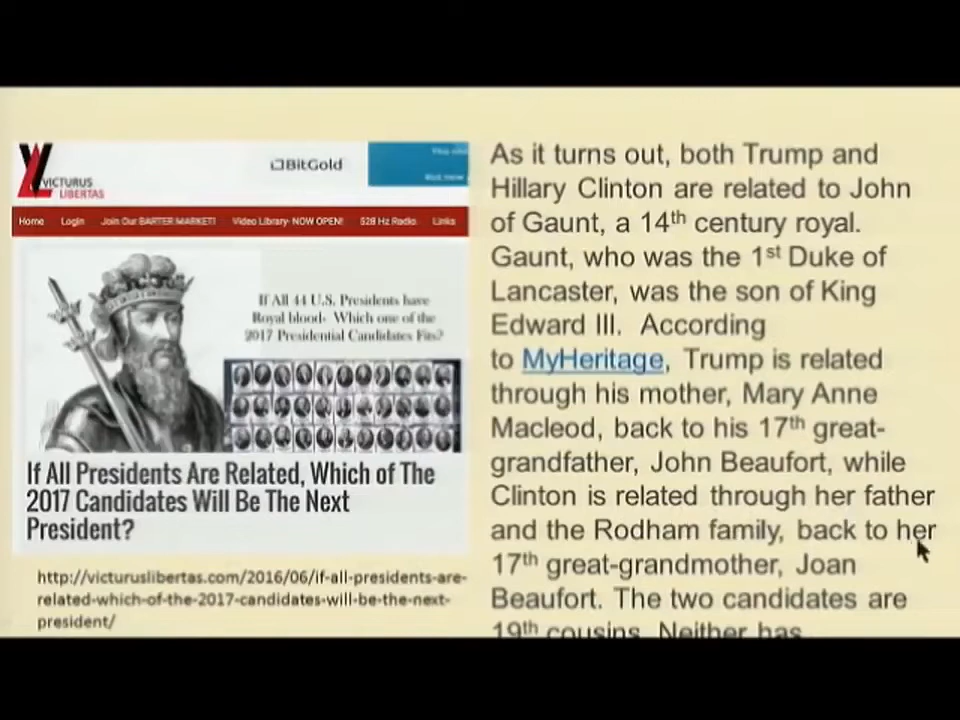 VICTURUS
LIBERTAS
BitGold
Home Login Join Our BARTER MARKET! Video Library- NOW OPEN! 528 Hz Radio Links
If All 44 U.S. Presidents have
Royal blood- Which one of the
2017 Presidential Candidates Fits?
If All Presidents Are Related, Which of The
2017 Candidates Will Be The Next
President?
http://victuruslibertas.com/2016/06/if-all-presidents-are-
related-which-of-the-2017-candidates-will-be-the-next-
president/
As it turns out, both Trump and
Hillary Clinton are related to John
of Gaunt, a 14th century royal.
Gaunt, who was the 1st Duke of
Lancaster, was the son of King
Edward III. According
to MyHeritage, Trump is related
through his mother, Mary Anne
Macleod, back to his 17th great-
grandfather, John Beaufort, while
Clinton is related through her father
and the Rodham family, back to her
17th great-grandmother, Joan
Beaufort. The two candidates are
19th cousins. Neither has